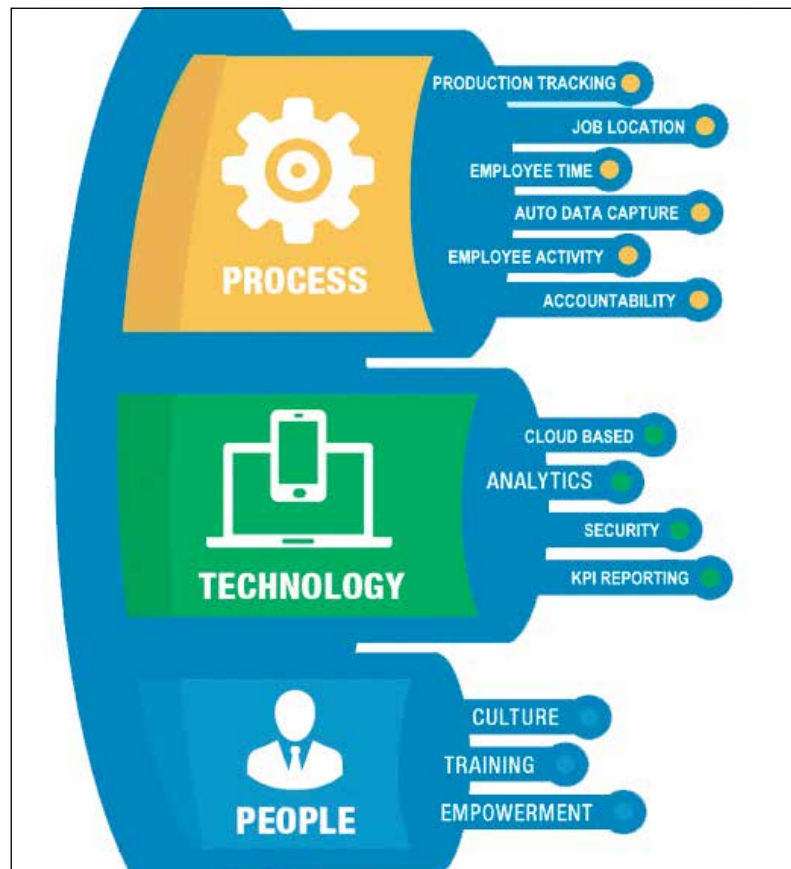 PRODUCTION TRACKING
JOB LOCATION
EMPLOYEE TIME
AUTO DATA CAPTURE
EMPLOYEE ACTIVITY
ACCOUNTABILITY
PROCESS
CLOUD BASED
ANALYTICS
SECURITY
KPI REPORTING
TECHNOLOGY
CULTURE
TRAINING
EMPOWERMENT
PEOPLE